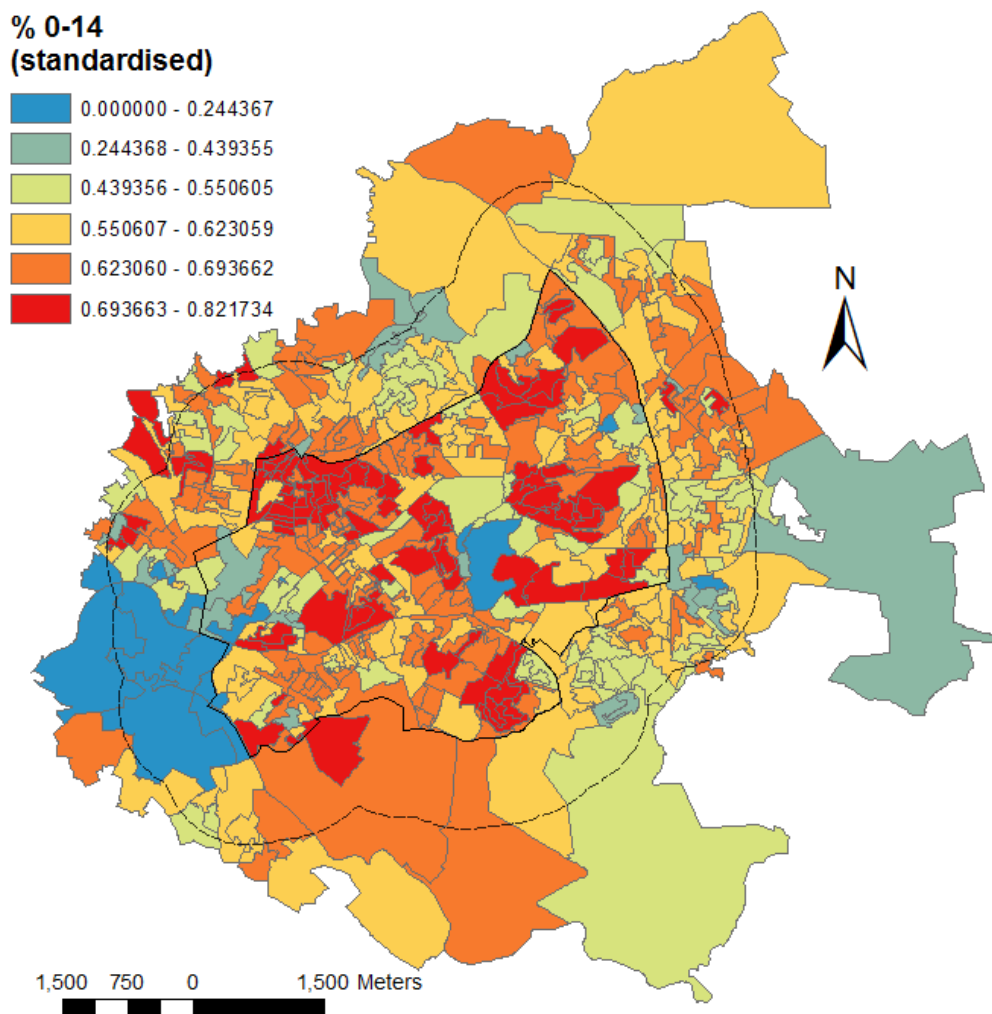 % 0-14
(standardised)
0.000000 - 0.244367
0.244368 - 0.439355
0.439356 - 0.550605
0.550607 - 0.623059
0.623060 - 0.693662
0.693663 - 0.821734
N
1,500 750 0 1,500 Meters